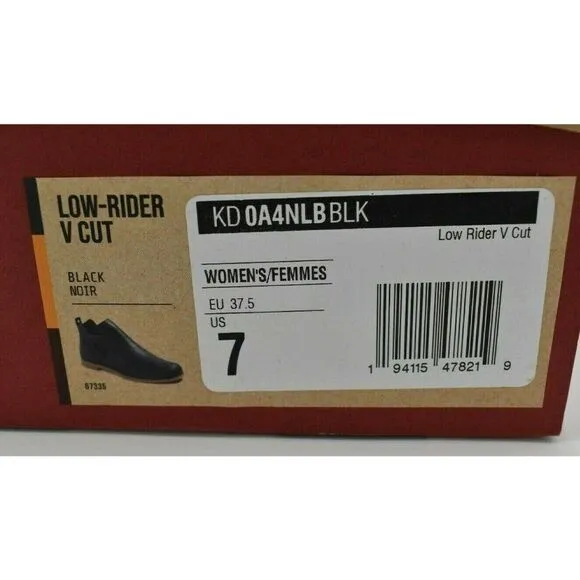 LOW-RIDER
V CUT
BLACK
NOIR
67335
KD 0A4NLB BLK
Low Rider V Cut
WOMEN'S/FEMMES
EU 37.5
US
7
1 94115 47821 9